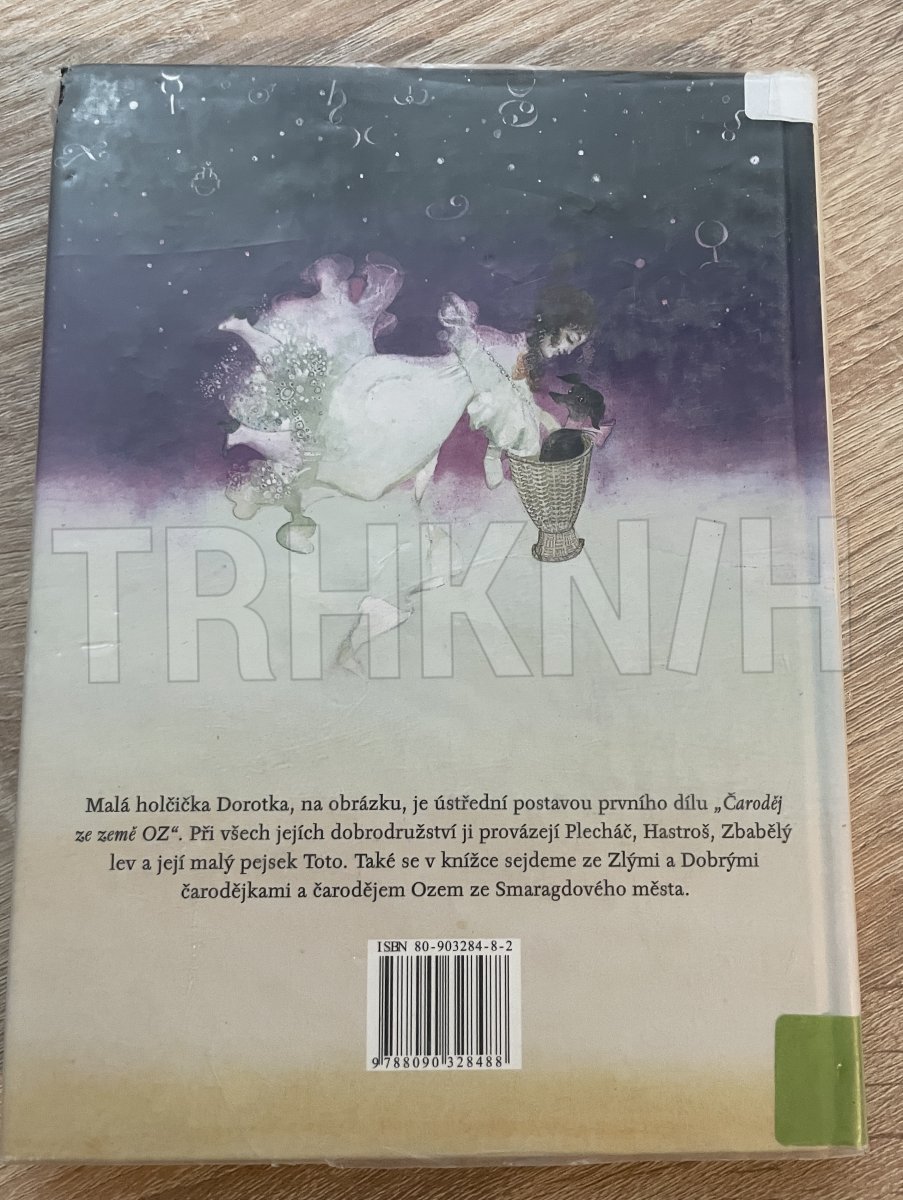 TRHKNIH
Malá holčička Dorotka, na obrázku, je ústřední postavou prvního dílu „Čaroděj
ze země OZ“. Při všech jejích dobrodružství ji provázejí Plecháč, Hastroš, Zbabělý
lev a její malý pejsek Toto. Také se v knížce sejdeme ze Zlými a Dobrými
čarodějkami a čarodějem Ozem ze Smaragdového města.
ISBN 80-903284-8-2
9788090 328488